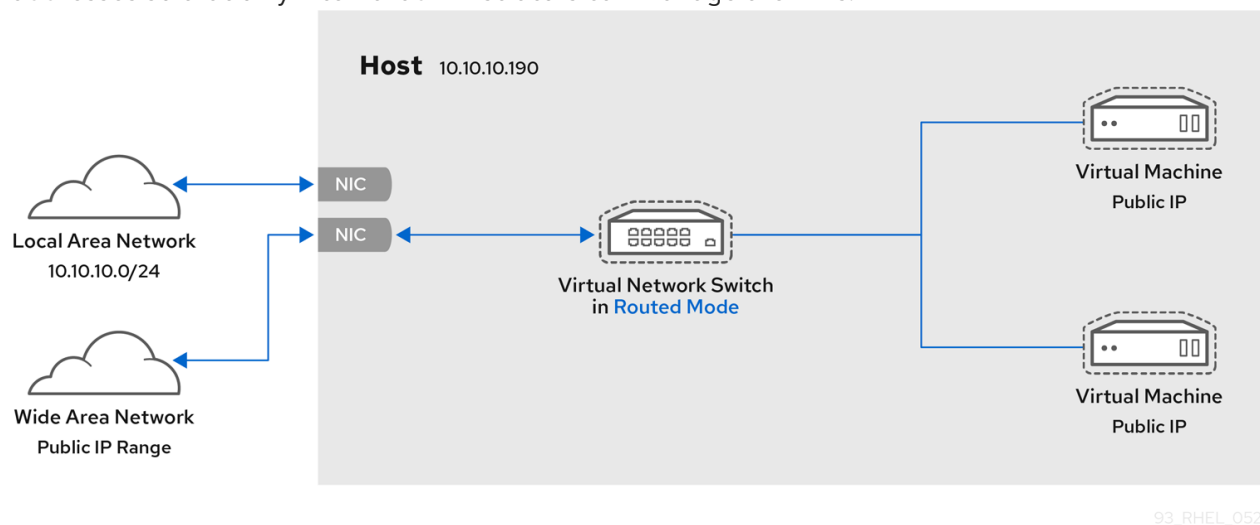 Host 10.10.10.190
NIC
NIC
Local Area Network
10.10.10.0/24
Wide Area Network
Public IP Range
Virtual Network Switch
in Routed Mode
Virtual Machine
Public IP
Virtual Machine
Public IP
93_RHEL_052